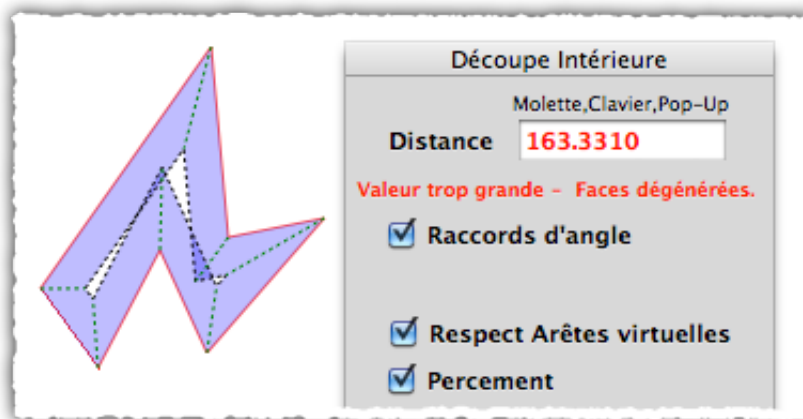 Découpe Intérieure
Molette,Clavier,Pop-Up
Distance 163.3310
Valeur trop grande - Faces dégénérées.
Raccords d'angle
Respect Arêtes virtuelles
Percement